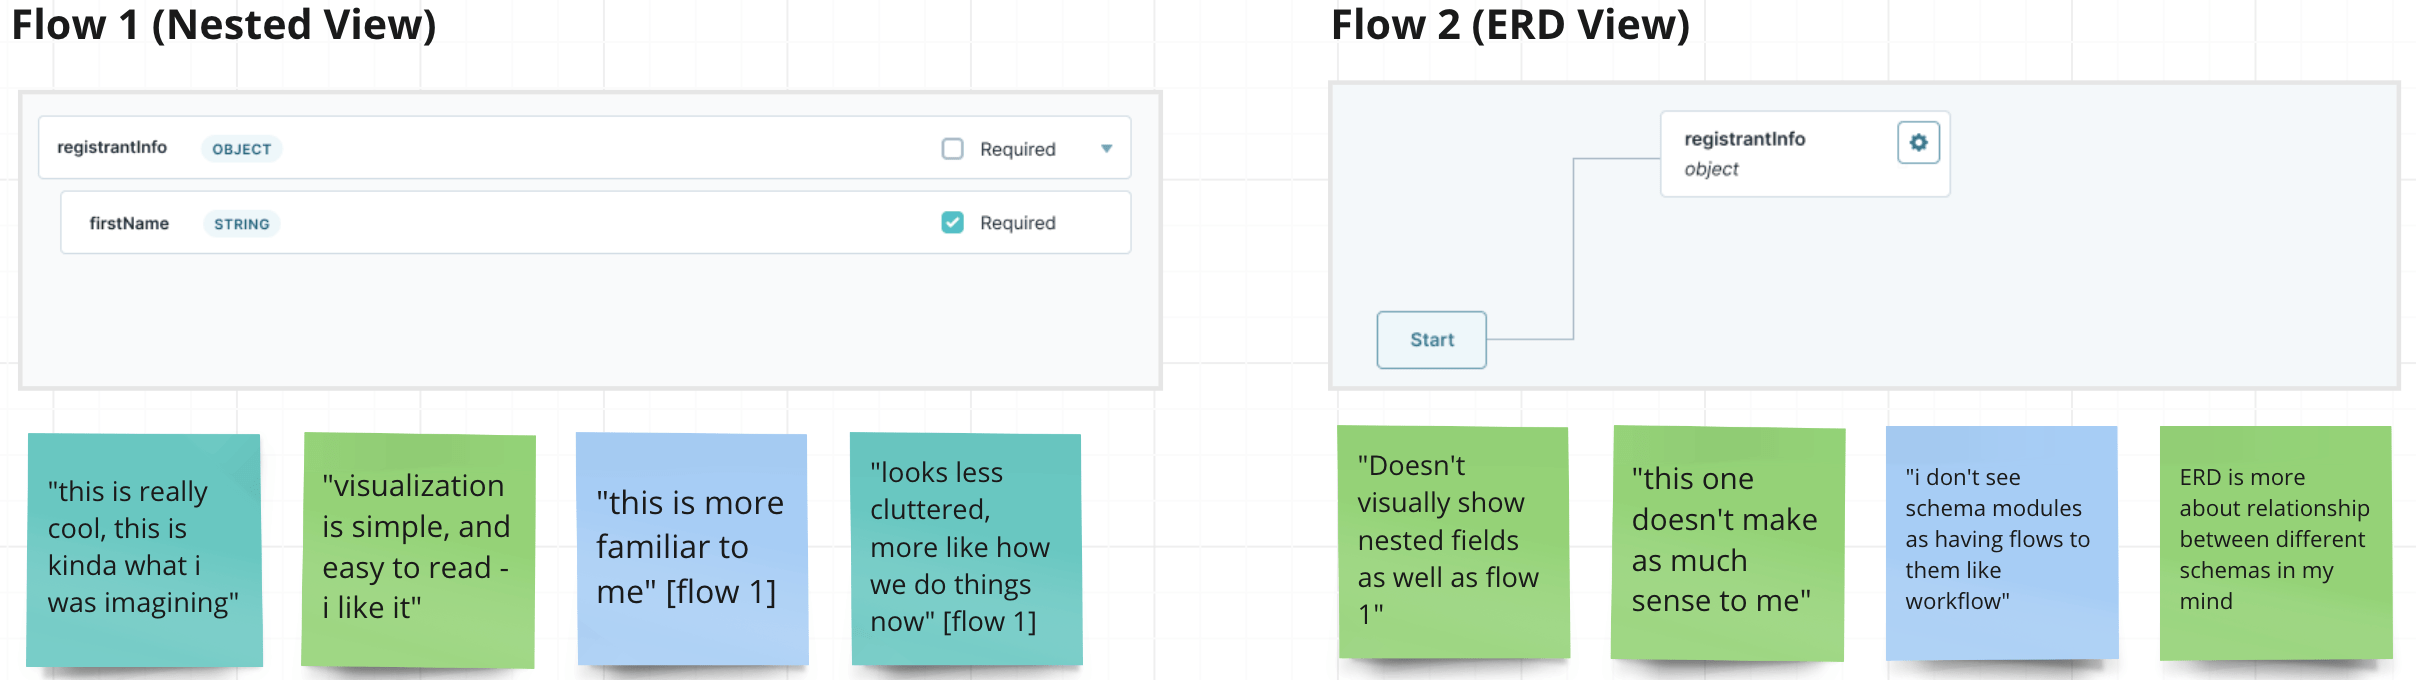 Flow 1 (Nested View)
registrantInfo OBJECT Required
firstName STRING Required
"this is really
cool, this is
kinda what i
was imagining"
"visualization
is simple, and
easy to read -
i like it"
"this is more
familiar to
me" [flow 1]
"looks less
cluttered,
more like how
we do things
now" [flow 1]
Flow 2 (ERD View)
registrantInfo
object
Start
"Doesn't
visually show
nested fields
as well as flow
1"
"this one
doesn't make
as much
sense to me"
"i don't see
schema modules
as having flows to
them like
workflow"
ERD is more
about relationship
between different
schemas in my
mind